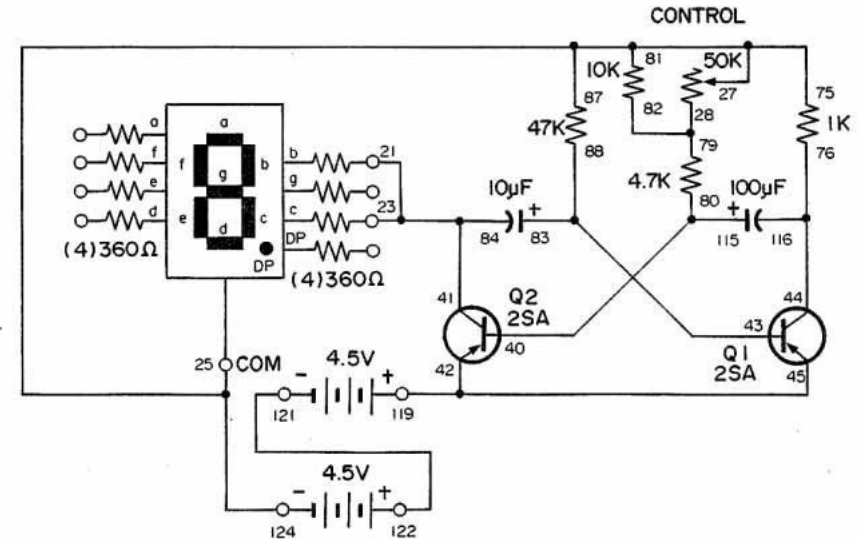 CONTROL
81
10K
82
50K
27
28
87
47K
88
75
1K
76
79
4.7K
80
a
f
e
d
a
f
b
g
e
c
d
DP
b
g
c
DP
21
23
(4)360Ω
(4)360Ω
10µF
+
84
83
100µF
+
115
116
41
Q2
2SA
40
42
44
43
Q1
2SA
45
25
COM
4.5V
-
+
121
119
4.5V
-
+
124
122